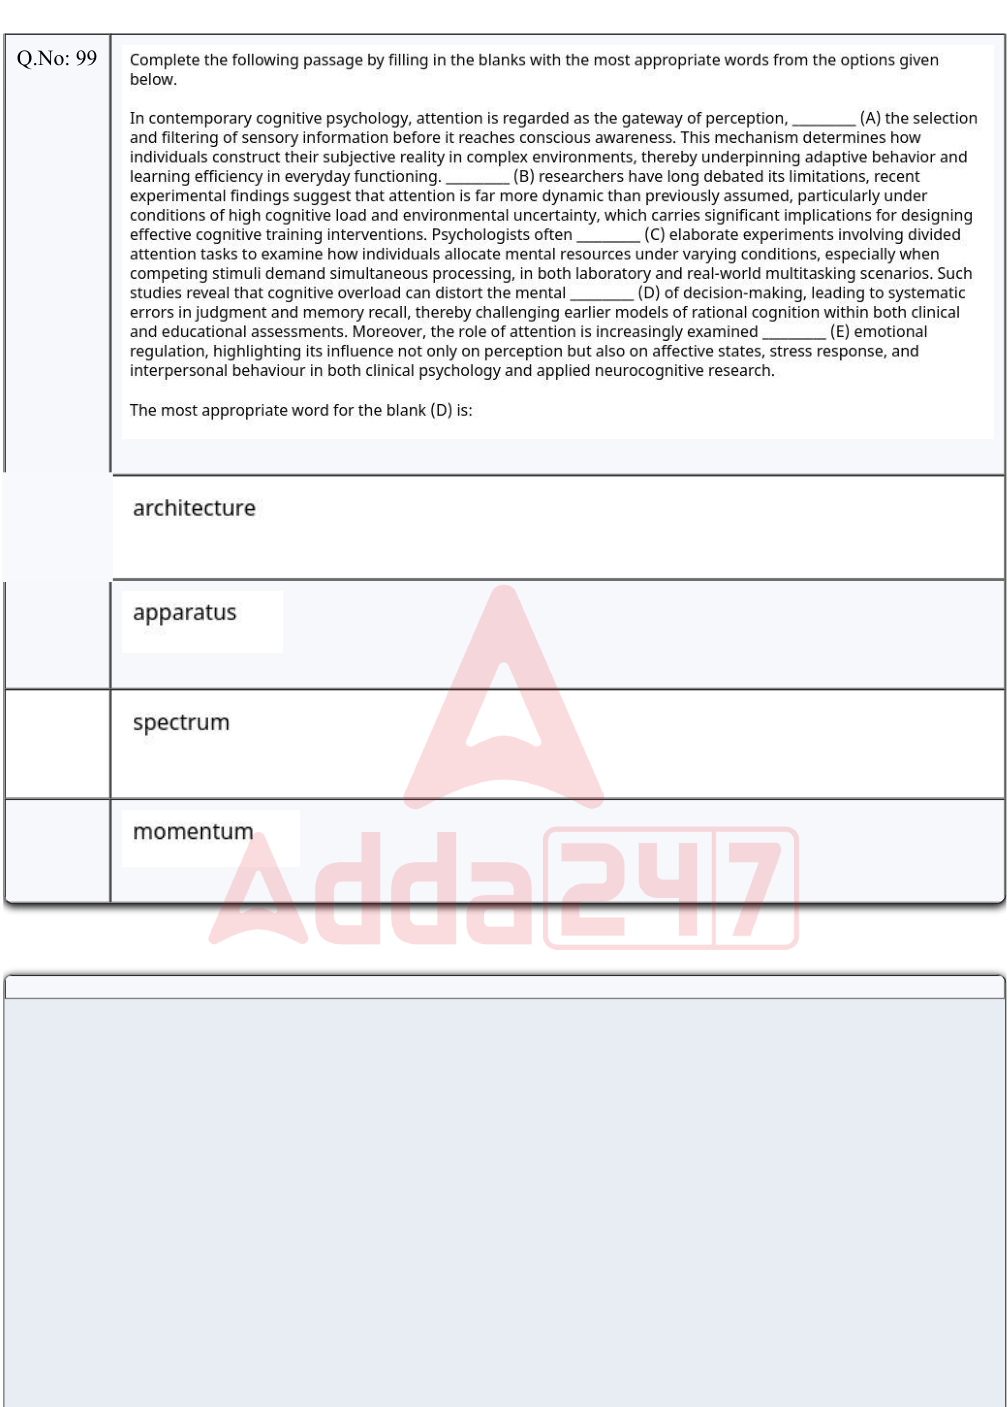 Q.No: 99
Complete the following passage by filling in the blanks with the most appropriate words from the options given
below.
In contemporary cognitive psychology, attention is regarded as the gateway of perception, ________ (A) the selection
and filtering of sensory information before it reaches conscious awareness. This mechanism determines how
individuals construct their subjective reality in complex environments, thereby underpinning adaptive behavior and
learning efficiency in everyday functioning. ________ (B) researchers have long debated its limitations, recent
experimental findings suggest that attention is far more dynamic than previously assumed, particularly under
conditions of high cognitive load and environmental uncertainty, which carries significant implications for designing
effective cognitive training interventions. Psychologists often ________ (C) elaborate experiments involving divided
attention tasks to examine how individuals allocate mental resources under varying conditions, especially when
competing stimuli demand simultaneous processing, in both laboratory and real-world multitasking scenarios. Such
studies reveal that cognitive overload can distort the mental ________ (D) of decision-making, leading to systematic
errors in judgment and memory recall, thereby challenging earlier models of rational cognition within both clinical
and educational assessments. Moreover, the role of attention is increasingly examined ________ (E) emotional
regulation, highlighting its influence not only on perception but also on affective states, stress response, and
interpersonal behaviour in both clinical psychology and applied neurocognitive research.
The most appropriate word for the blank (D) is:
architecture
apparatus
spectrum
momentum
Adda247